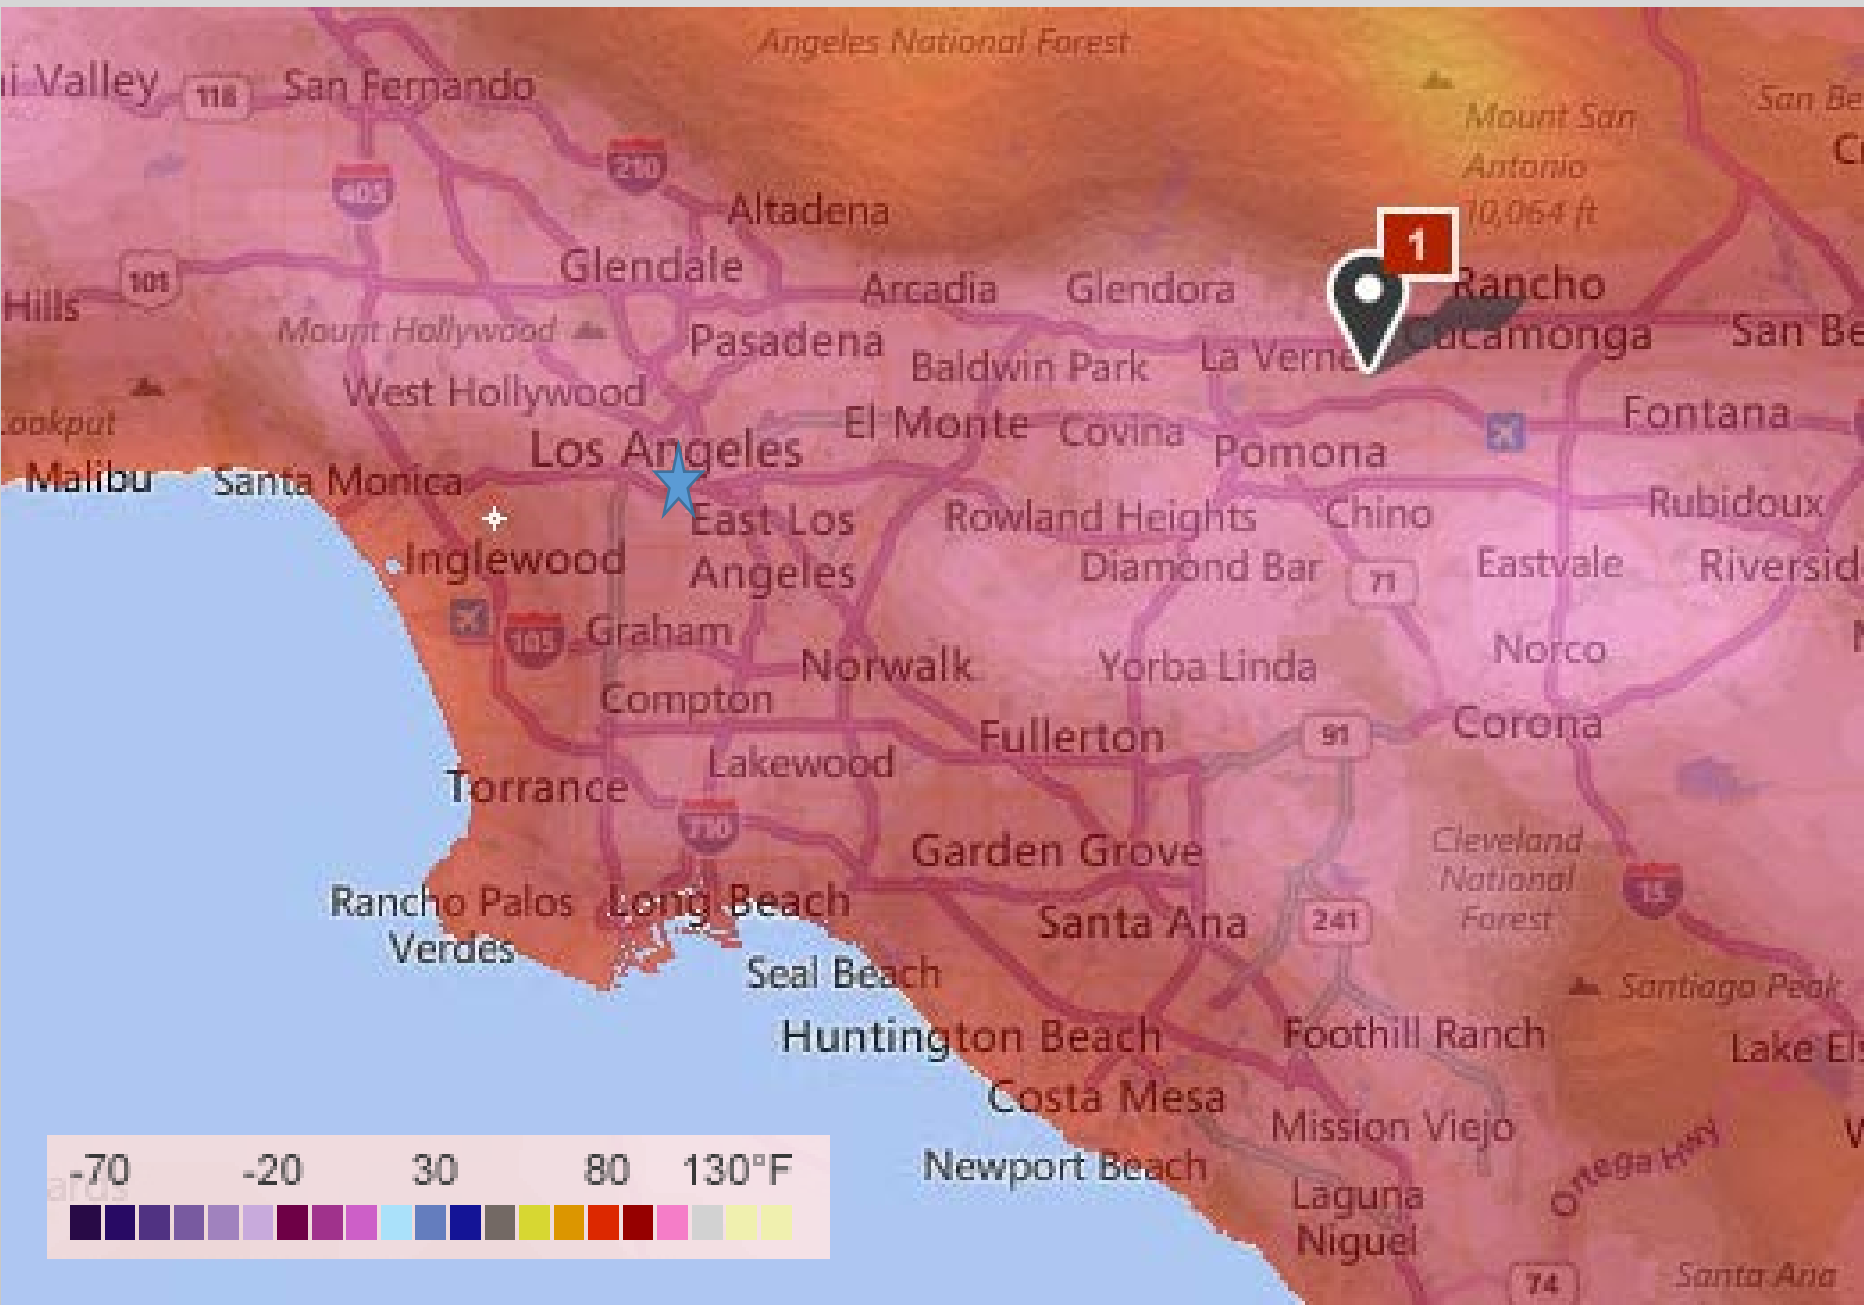 Angeles National Forest
i Valley
118
San Fernando
Mount San
Antonio
10,064 ft
San Be
405
210
Altadena
1
Glendale
101
Arcadia
Glendora
Rancho
Cucamonga
Hills
Mount Hollywood
Pasadena
Baldwin Park
La Verne
San Be
West Hollywood
El Monte
Covina
Fontana
Lookout
Los Angeles
Pomona
Malibu
Santa Monica
East Los
Angeles
Rowland Heights
Chino
Rubidoux
Inglewood
Diamond Bar
71
Eastvale
Riversid
105
Graham
Norwalk
Yorba Linda
Norco
Compton
Fullerton
91
Corona
Torrance
Lakewood
710
Garden Grove
Cleveland
National
Forest
15
Rancho Palos
Verdes
Long Beach
Santa Ana
241
Seal Beach
Santiago Peak
Huntington Beach
Foothill Ranch
Lake Els
Costa Mesa
Mission Viejo
Ortega Hwy
Newport Beach
Laguna
Niguel
74
Santa Ana
-70 -20 30 80 130°F
ards